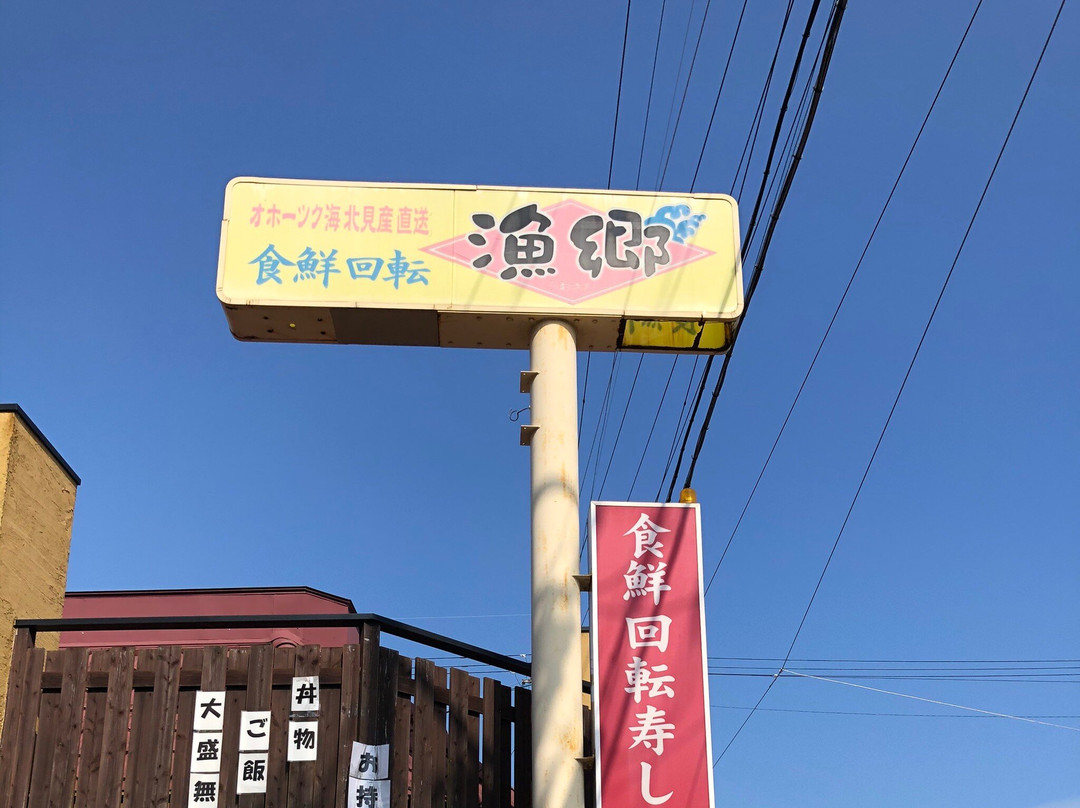 オホーツク海 北見産 直送
食鮮回転
漁郷
食鮮回転寿し
丼物
ご飯
大盛無
お持